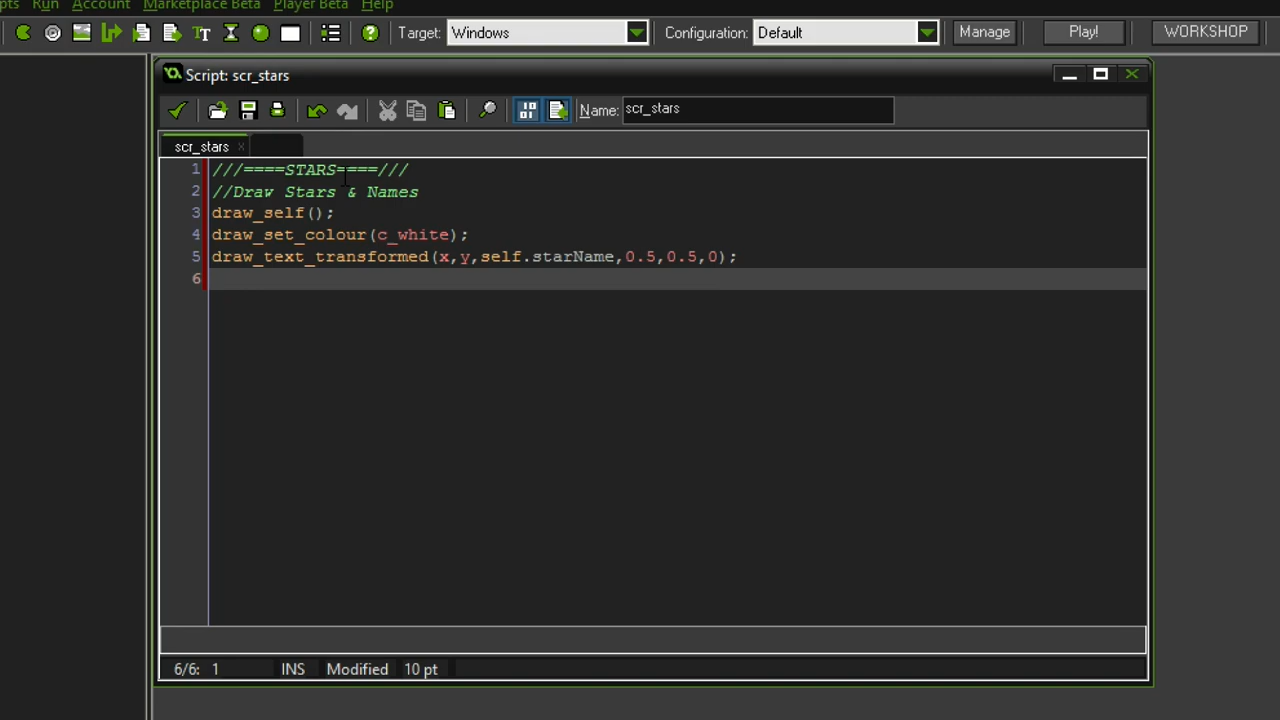 pts Run Account Marketplace Beta Player Beta Help
Target: Windows Configuration: Default Manage Play! WORKSHOP
Script: scr_stars
Name: scr_stars
scr_stars x
1 ///====STARS====///
2 //Draw Stars & Names
3 draw_self();
4 draw_set_colour(c_white);
5 draw_text_transformed(x,y,self.starName,0.5,0.5,0);
6
6/6: 1 INS Modified 10 pt